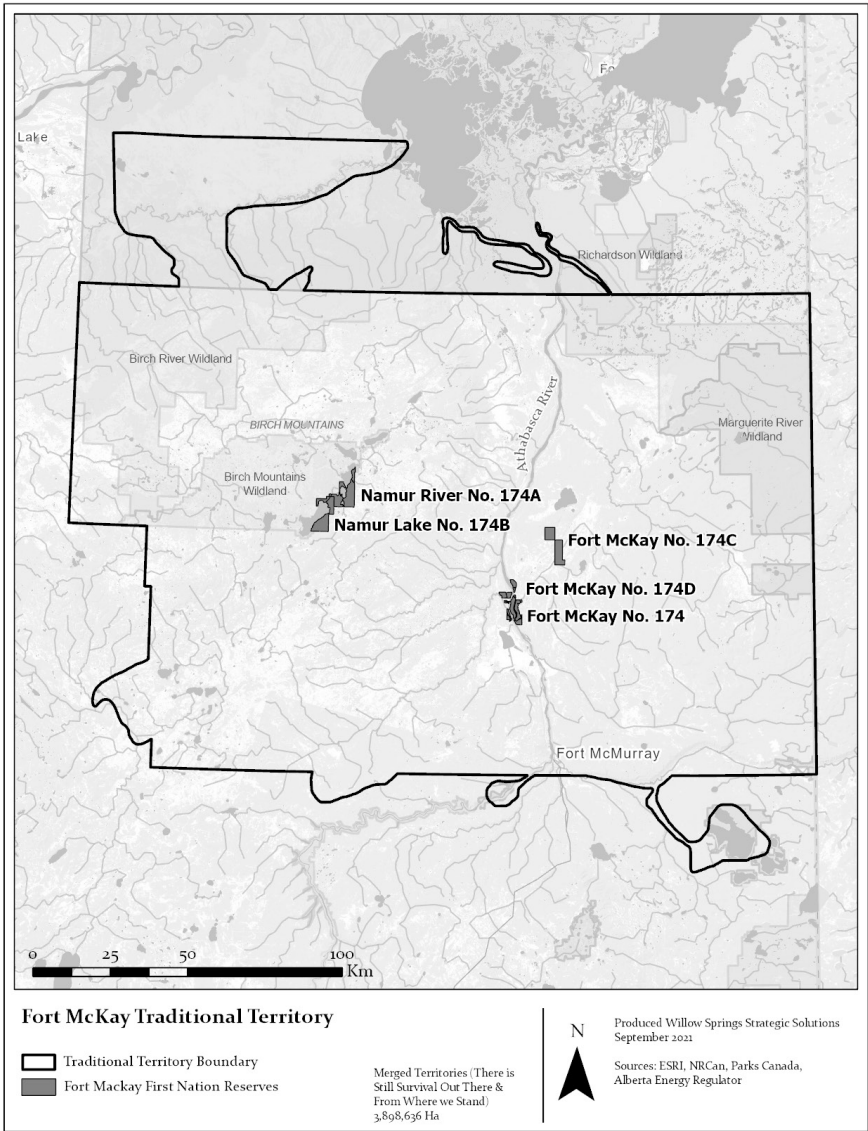 Fo
Lake
Richardson Wildland
Birch River Wildland
Athabasca River
BIRCH MOUNTAINS
Marguerite River
Wildland
Birch Mountains
Wildland
Namur River No. 174A
Namur Lake No. 174B
Fort McKay No. 174C
Fort McKay No. 174D
Fort McKay No. 174
Fort McMurray
0 25 50 100
Km
Fort McKay Traditional Territory
Traditional Territory Boundary
Fort Mackay First Nation Reserves
Merged Territories (There is
Still Survival Out There &
From Where we Stand)
3,898,636 Ha
N
Produced Willow Springs Strategic Solutions
September 2021
Sources: ESRI, NRCan, Parks Canada,
Alberta Energy Regulator